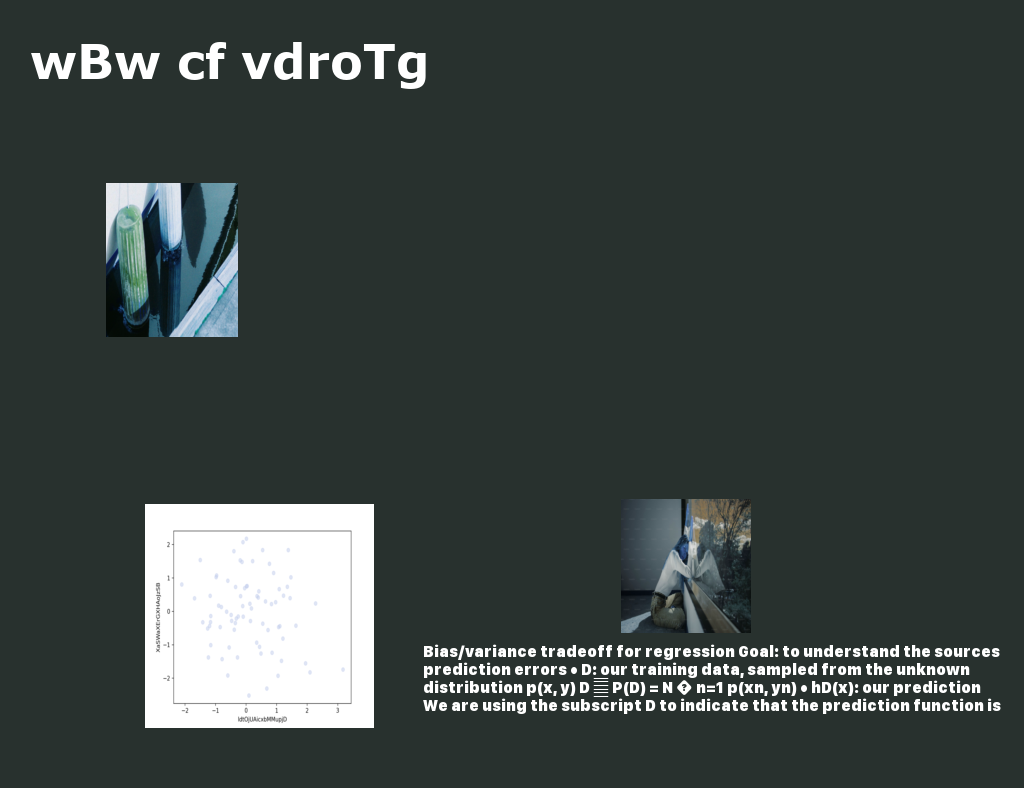 wBw cf vdroTg
2
1
0
−1
−2
−2 −1 0 1 2 3
Bias/variance tradeoff for regression Goal: to understand the sources
prediction errors • D: our training data, sampled from the unknown
distribution p(x, y) D P(D) = N � n=1 p(xn, yn) • hD(x): our prediction
We are using the subscript D to indicate that the prediction function is